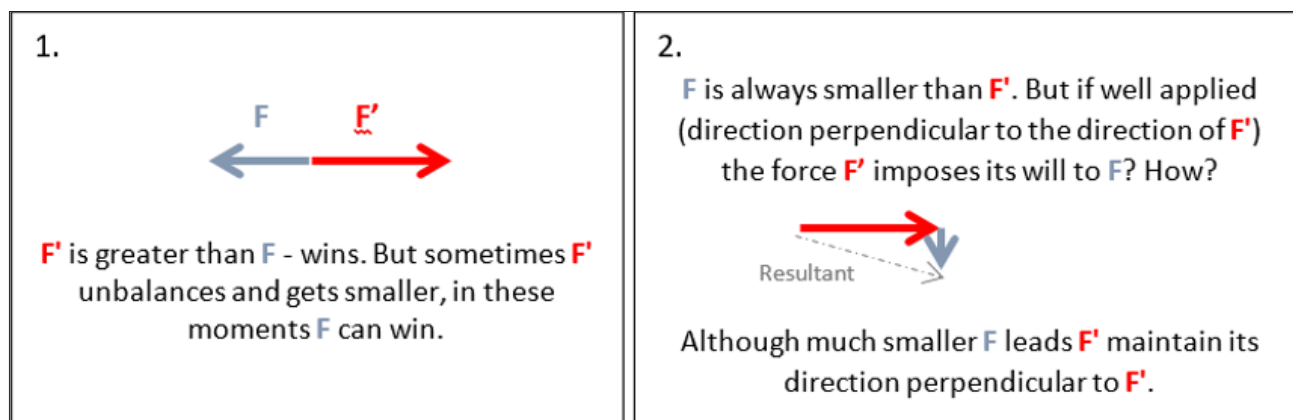 1.
F F’
F' is greater than F - wins. But sometimes F'
unbalances and gets smaller, in these
moments F can win.
2.
F is always smaller than F'. But if well applied
(direction perpendicular to the direction of F')
the force F’ imposes its will to F? How?
Resultant
Although much smaller F leads F' maintain its
direction perpendicular to F'.